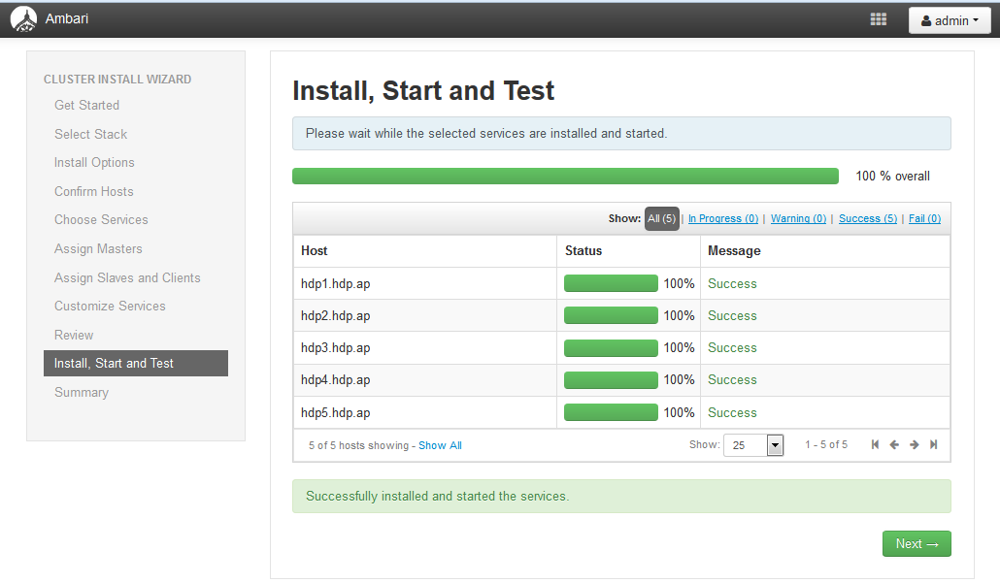 Ambari
admin
CLUSTER INSTALL WIZARD
Get Started
Select Stack
Install Options
Confirm Hosts
Choose Services
Assign Masters
Assign Slaves and Clients
Customize Services
Review
Install, Start and Test
Summary
Install, Start and Test
Please wait while the selected services are installed and started.
100 % overall
Show: All (5) | In Progress (0) | Warning (0) | Success (5) | Fail (0)
Host Status Message
hdp1.hdp.ap 100% Success
hdp2.hdp.ap 100% Success
hdp3.hdp.ap 100% Success
hdp4.hdp.ap 100% Success
hdp5.hdp.ap 100% Success
5 of 5 hosts showing - Show All Show: 25 1 - 5 of 5
Successfully installed and started the services.
Next →